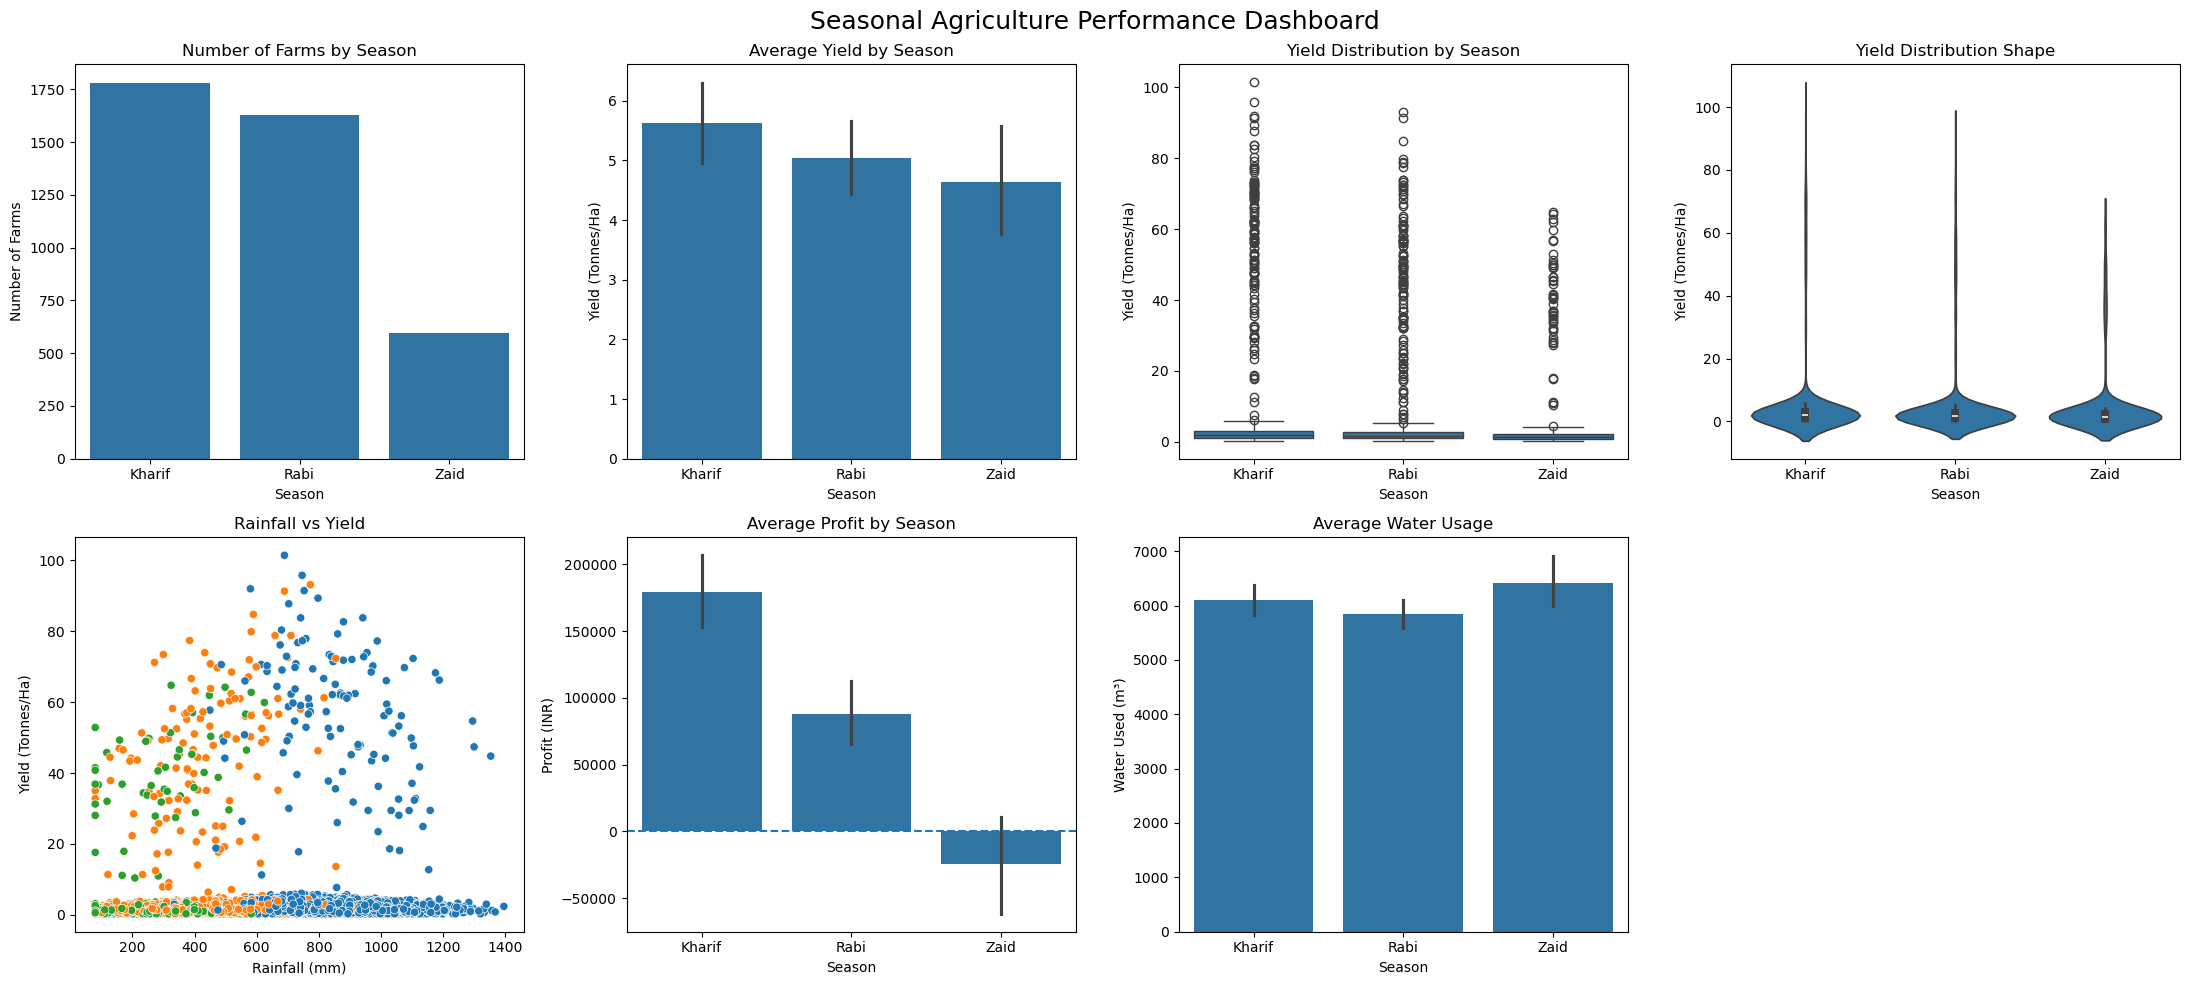 Seasonal Agriculture Performance Dashboard
Number of Farms by Season
Number of Farms
1750
1500
1250
1000
750
500
250
0
Kharif Rabi Zaid
Season
Average Yield by Season
Yield (Tonnes/Ha)
6
5
4
3
2
1
0
Kharif Rabi Zaid
Season
Yield Distribution by Season
Yield (Tonnes/Ha)
100
80
60
40
20
0
Kharif Rabi Zaid
Season
Yield Distribution Shape
Yield (Tonnes/Ha)
100
80
60
40
20
0
Kharif Rabi Zaid
Season
Rainfall vs Yield
Yield (Tonnes/Ha)
100
80
60
40
20
0
200 400 600 800 1000 1200 1400
Rainfall (mm)
Average Profit by Season
Profit (INR)
200000
150000
100000
50000
0
−50000
Kharif Rabi Zaid
Season
Average Water Usage
Water Used (m³)
7000
6000
5000
4000
3000
2000
1000
0
Kharif Rabi Zaid
Season